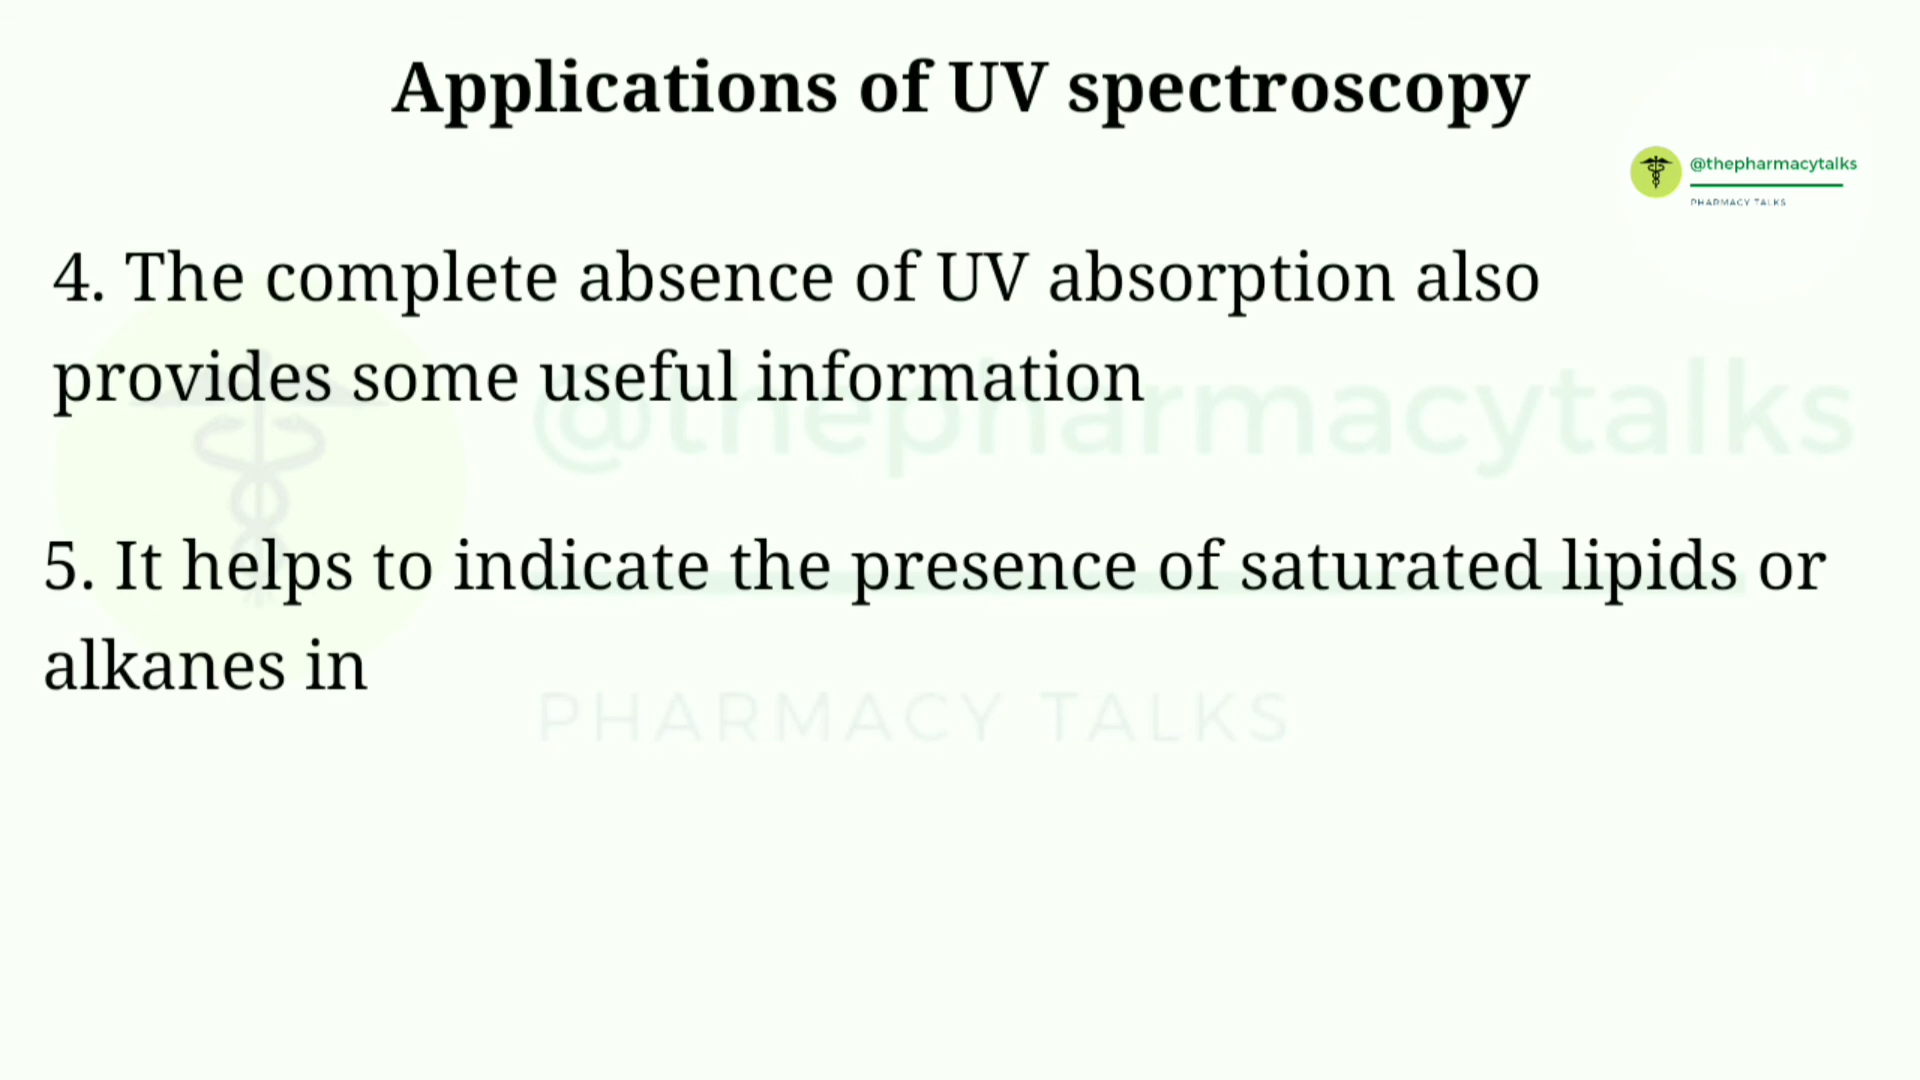 Applications of UV spectroscopy
@thepharmacytalks
PHARMACY TALKS
4. The complete absence of UV absorption also
provides some useful information
@thepharmacytalks
5. It helps to indicate the presence of saturated lipids or
alkanes in
PHARMACY TALKS